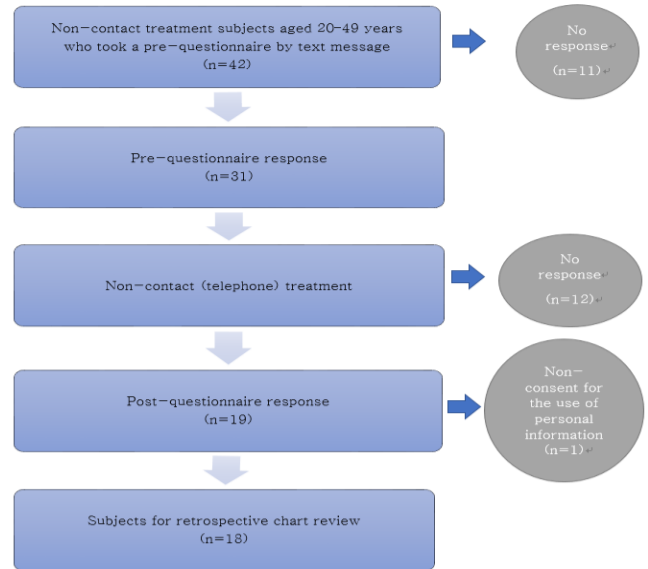 Non-contact treatment subjects aged 20-49 years
who took a pre-questionnaire by text message
(n=42)
No
response
(n=11)
Pre-questionnaire response
(n=31)
Non-contact (telephone) treatment
No
response
(n=12)
Post-questionnaire response
(n=19)
Non-
consent for
the use of
personal
information
(n=1)
Subjects for retrospective chart review
(n=18)